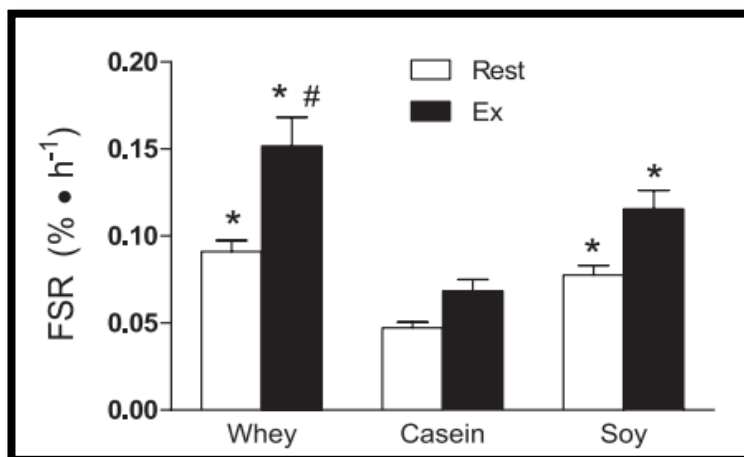 0.20
0.15
0.10
0.05
0.00
FSR (% • h⁻¹)
Rest
Ex
* #
*
*
*
Whey Casein Soy